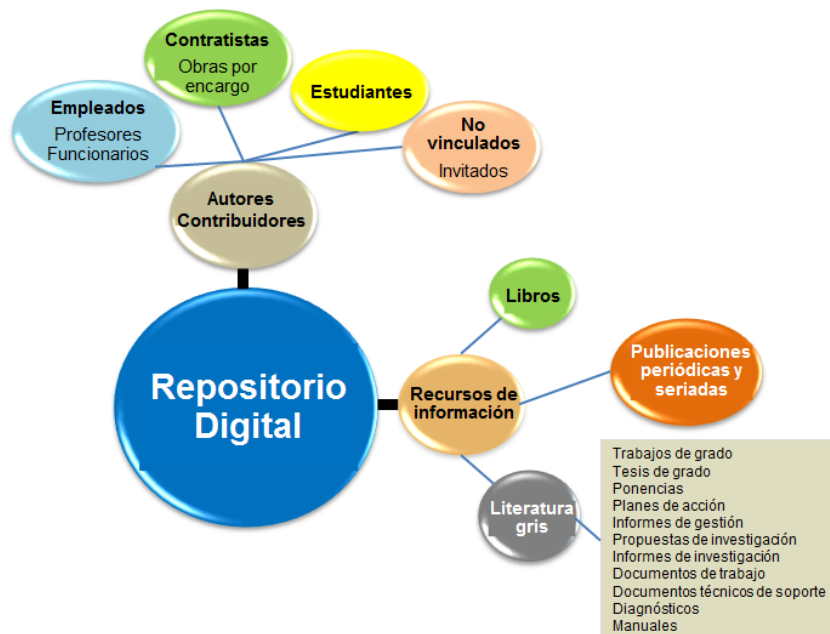 Contratistas
Obras por
encargo
Estudiantes
Empleados
Profesores
Funcionarios
No
vinculados
Invitados
Autores
Contribuidores
Repositorio
Digital
Libros
Publicaciones
periódicas y
seriadas
Recursos de
información
Literatura
gris
Trabajos de grado
Tesis de grado
Ponencias
Planes de acción
Informes de gestión
Propuestas de investigación
Informes de investigación
Documentos de trabajo
Documentos técnicos de soporte
Diagnósticos
Manuales